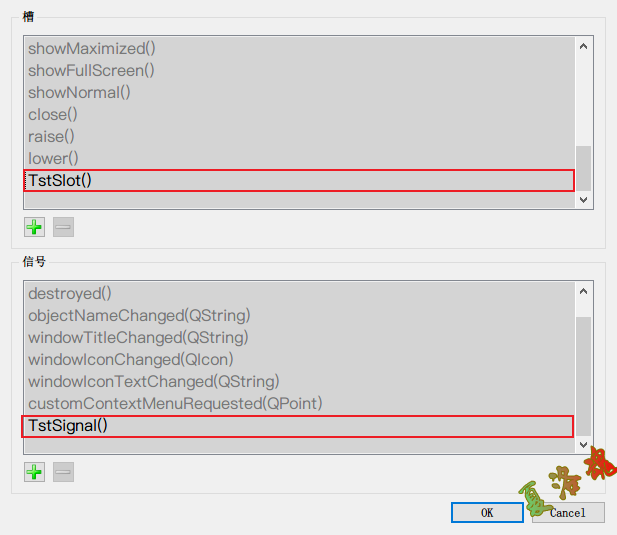 槽
showMaximized()
showFullScreen()
showNormal()
close()
raise()
lower()
TstSlot()
信号
destroyed()
objectNameChanged(QString)
windowTitleChanged(QString)
windowIconChanged(QIcon)
windowIconTextChanged(QString)
customContextMenuRequested(QPoint)
TstSignal()
OK
Cancel